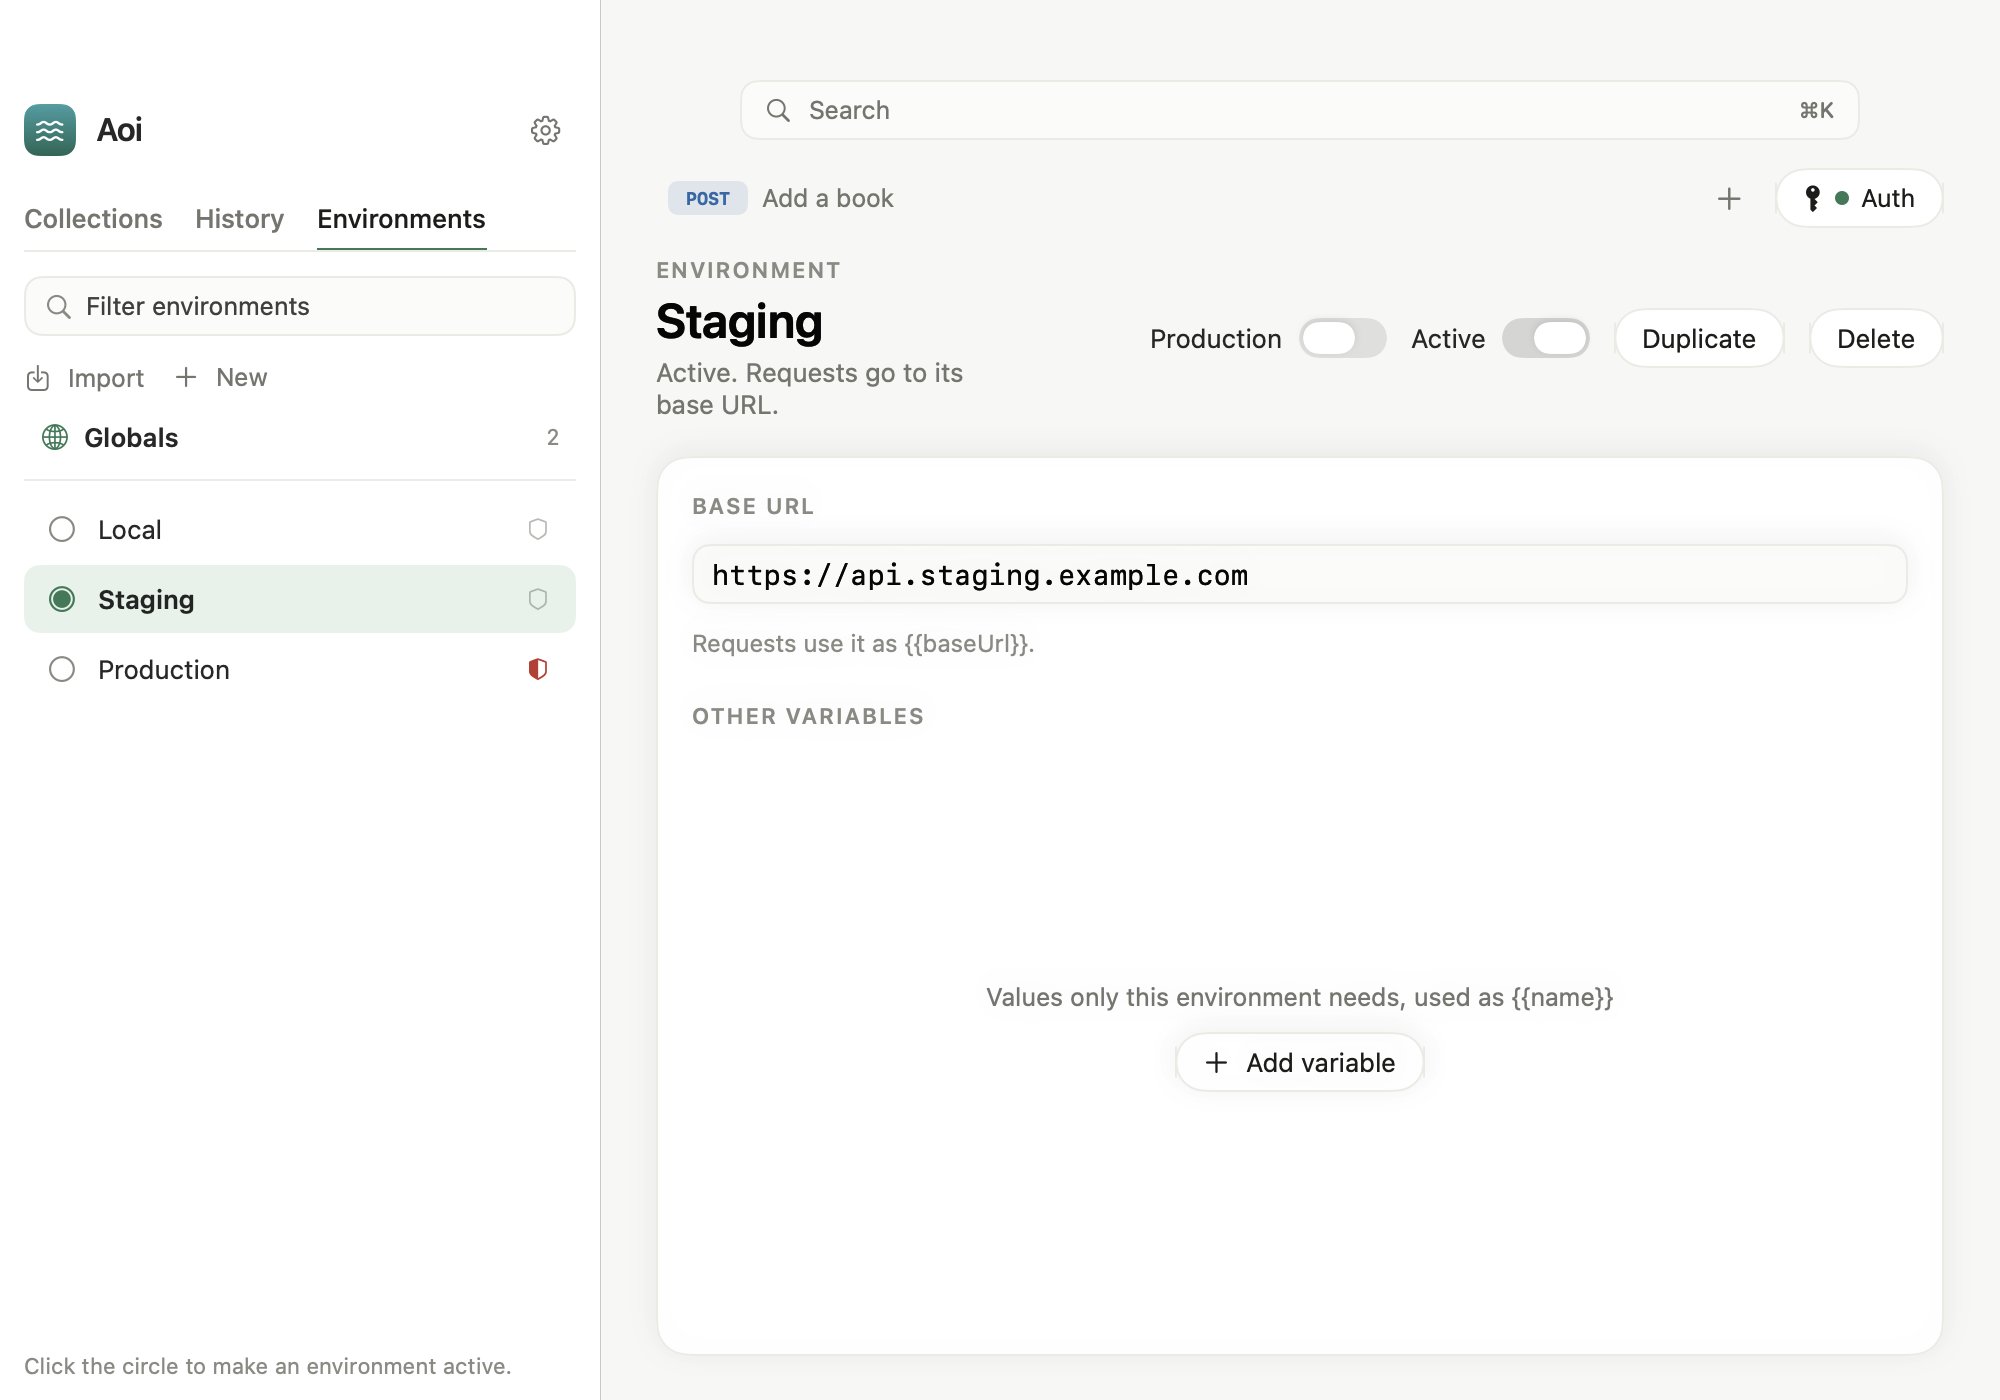 Aoi
Collections
History
Environments
Filter environments
Import
New
Globals
2
Local
Staging
Production
Click the circle to make an environment active.
Search
⌘K
POST
Add a book
Auth
ENVIRONMENT
Staging
Active. Requests go to its
base URL.
Production
Active
Duplicate
Delete
BASE URL
https://api.staging.example.com
Requests use it as {{baseUrl}}.
OTHER VARIABLES
Values only this environment needs, used as {{name}}
Add variable